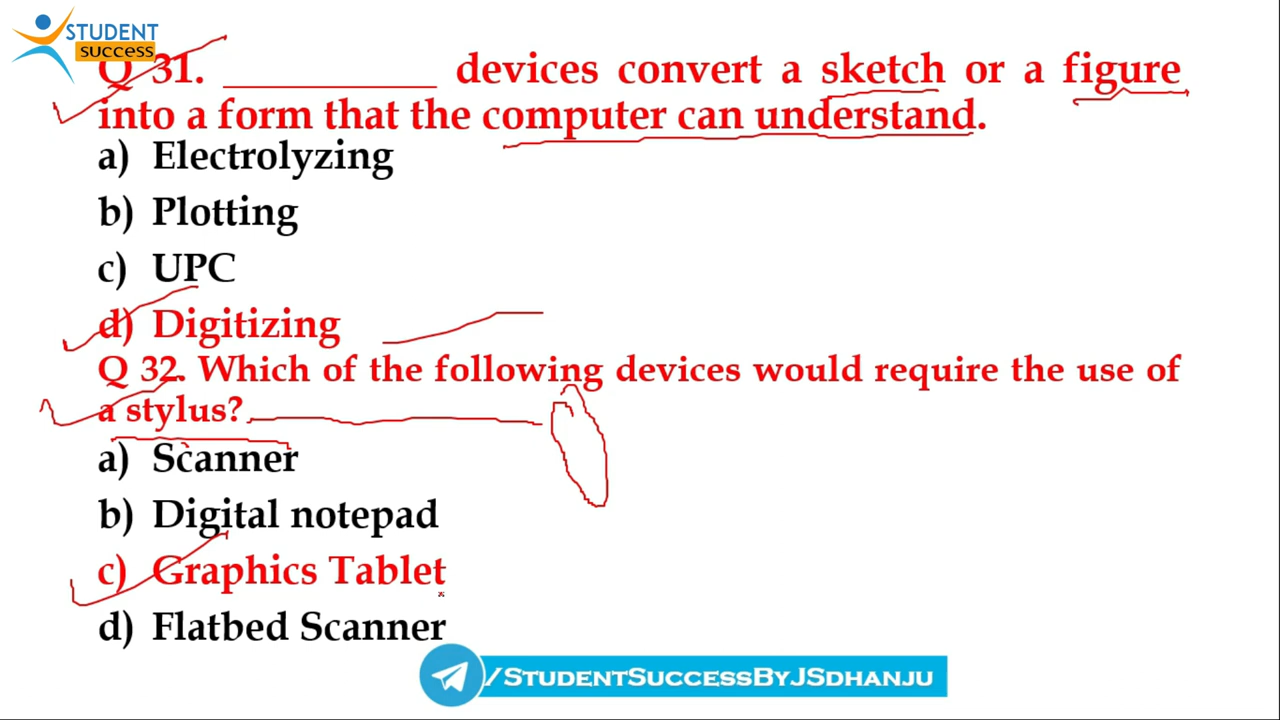 STUDENT
success
Q 31. __________ devices convert a sketch or a figure
into a form that the computer can understand.
a) Electrolyzing
b) Plotting
c) UPC
d) Digitizing
Q 32. Which of the following devices would require the use of
a stylus?
a) Scanner
b) Digital notepad
c) Graphics Tablet
d) Flatbed Scanner
/StudentSuccessByJSdhanju